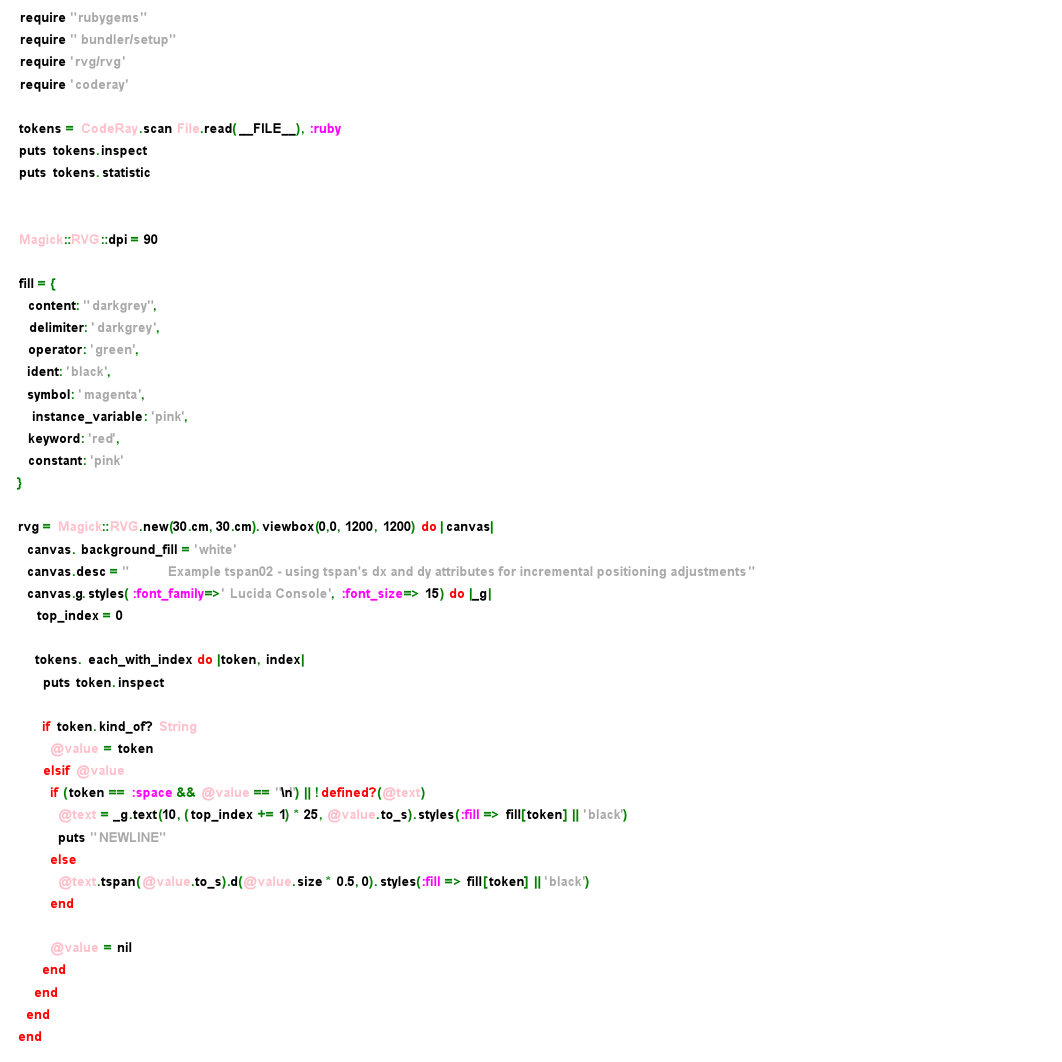 require "rubygems"
require " bundler/setup"
require 'rvg/rvg'
require 'coderay'
tokens = CodeRay.scan File.read(__FILE__), :ruby
puts tokens.inspect
puts tokens.statistic
Magick::RVG::dpi = 90
fill = {
content: "darkgrey",
delimiter: 'darkgrey',
operator: 'green',
ident: 'black',
symbol: 'magenta',
instance_variable: 'pink',
keyword: 'red',
constant: 'pink'
}
rvg = Magick::RVG.new(30.cm, 30.cm).viewbox(0,0, 1200, 1200) do |canvas|
canvas. background_fill = 'white'
canvas.desc = " Example tspan02 - using tspan's dx and dy attributes for incremental positioning adjustments"
canvas.g.styles( :font_family=>' Lucida Console', :font_size=> 15) do |_g|
top_index = 0
tokens. each_with_index do |token, index|
puts token.inspect
if token.kind_of? String
@value = token
elsif @value
if (token == :space && @value == "\n") || ! defined?(@text)
@text = _g.text(10, (top_index += 1) * 25, @value.to_s).styles(:fill => fill[token] || 'black')
puts "NEWLINE"
else
@text.tspan(@value.to_s).d(@value.size * 0.5, 0).styles(:fill => fill[token] || 'black')
end
@value = nil
end
end
end
end